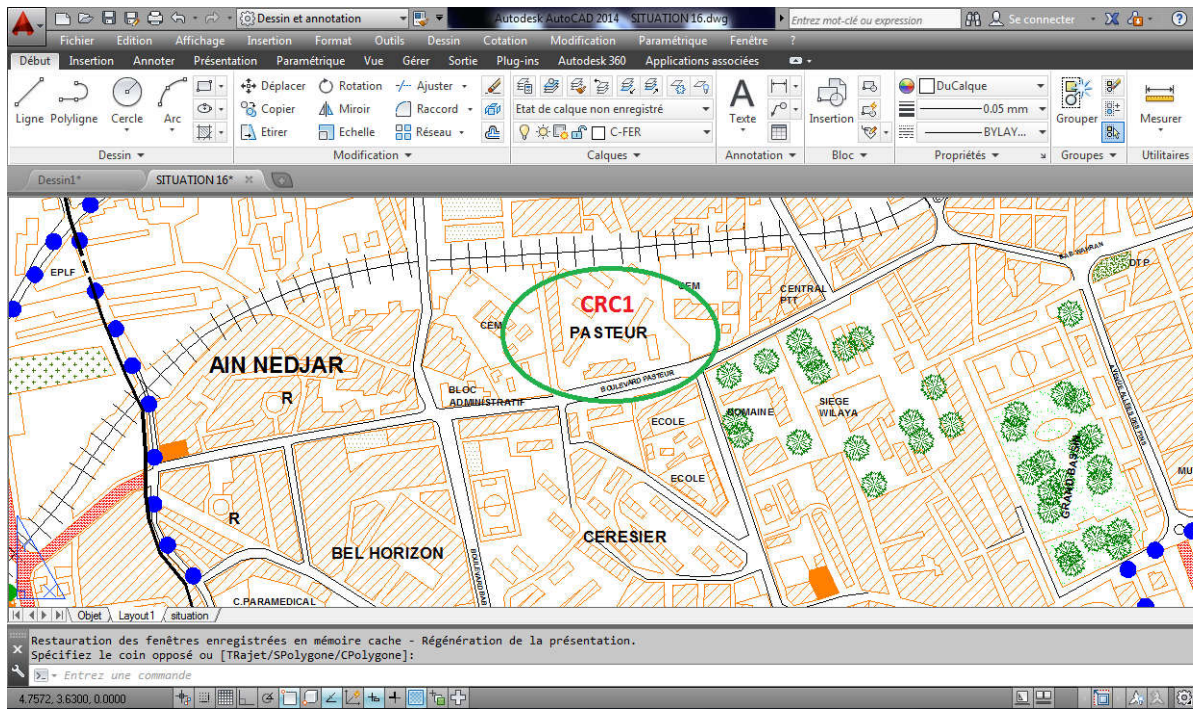 Dessin et annotation
Autodesk AutoCAD 2014 SITUATION 16.dwg
Entrez mot-clé ou expression
Se connecter
Fichier Edition Affichage Insertion Format Outils Dessin Cotation Modification Paramétrique Fenêtre ?
Début Insertion Annoter Présentation Paramétrique Vue Gérer Sortie Plug-ins Autodesk 360 Applications associées
Ligne Polyligne Cercle Arc
Déplacer Rotation Ajuster
Copier Miroir Raccord
Etirer Echelle Réseau
Etat de calque non enregistré
C-FER
Texte
Insertion
DuCalque
0.05 mm
BYLAY...
Grouper
Mesurer
Dessin Modification Calques Annotation Bloc Propriétés Groupes Utilitaires
Dessin1* SITUATION 16*
BAB WAHRAN
EPLF
DTP
CEM
CENTRAL
PTT
CRC1
CEM
PASTEUR
AIN NEDJAR
R
BOULEVARD PASTEUR
BLOC
ADMINISTRATIF
SIEGE
WILAYA
DOMAINE
ECOLE
ECOLE
GRAND BASSIN
MU
R
BEL HORIZON
CERESIER
BOULEVARD BAB
C.PARAMEDICAL
Objet Layout1 situation
Restauration des fenêtres enregistrées en mémoire cache - Régénération de la présentation.
Spécifiez le coin opposé ou [TRajet/SPolygone/CPolygone]:
Entrez une commande
4.7572, 3.6300, 0.0000